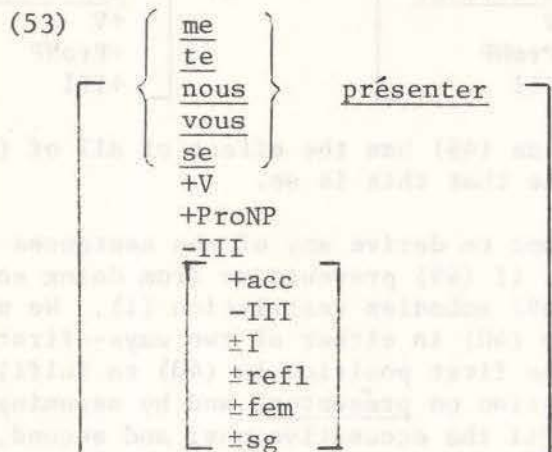 (53)
me
te
nous
vous
se
présenter
+V
+ProNP
-III
+acc
-III
±I
±refl
±fem
±sg